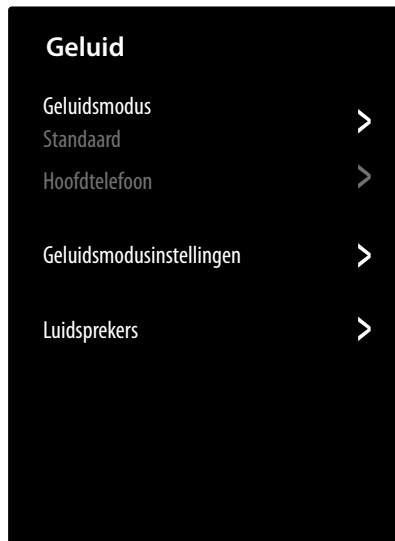 Geluid
Geluidsmodus
Standaard
Hoofdtelefoon
Geluidsmodusinstellingen
Luidsprekers